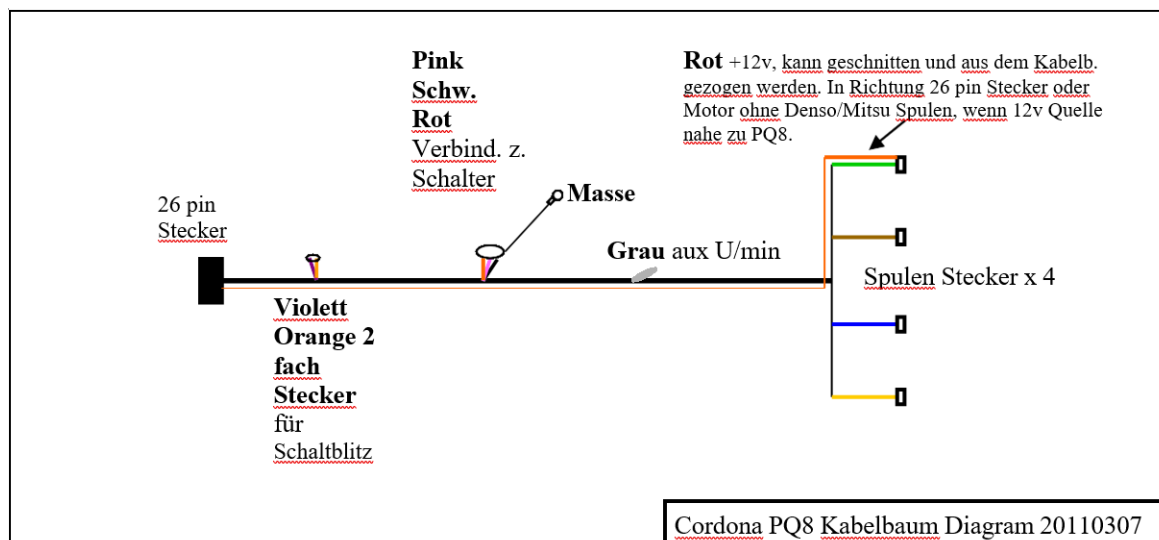 Pink
Schw.
Rot
Verbind. z.
Schalter
Rot +12v, kann geschnitten und aus dem Kabelb.
gezogen werden. In Richtung 26 pin Stecker oder
Motor ohne Denso/Mitsu Spulen, wenn 12v Quelle
nahe zu PQ8.
26 pin
Stecker
Masse
Grau aux U/min
Spulen Stecker x 4
Violett
Orange 2
fach
Stecker
für
Schaltblitz
Cordona PQ8 Kabelbaum Diagram 20110307